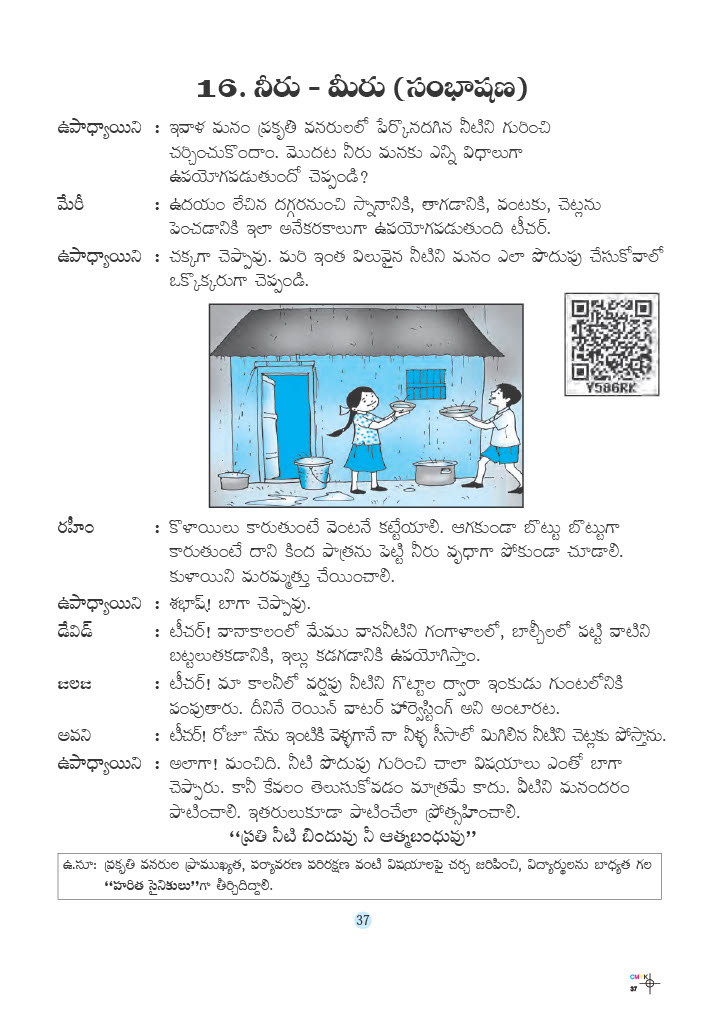 16. నీరు - మీరు (సంభాషణ)
ఉపాధ్యాయిని : ఇవాళ మనం ప్రకృతి వనరులలో పేర్కొనదగిన నీటిని గురించి
చర్చించుకొందాం. మొదట నీరు మనకు ఎన్ని విధాలుగా
ఉపయోగపడుతుందో చెప్పండి?
మేరీ : ఉదయం లేచిన దగ్గరనుంచి స్నానానికి, తాగడానికి, వంటకు, చెట్లను
పెంచడానికి ఇలా అనేకరకాలుగా ఉపయోగపడుతుంది టీచర్.
ఉపాధ్యాయిని : చక్కగా చెప్పావు. మరి ఇంత విలువైన నీటిని మనం ఎలా పొదుపు చేసుకోవాలో
ఒక్కొక్కరుగా చెప్పండి.
Y586RK
రహీం : కొళాయిలు కారుతుంటే వెంటనే కట్టేయాలి. ఆగకుండా బొట్టు బొట్టుగా
కారుతుంటే దాని కింద పాత్రను పెట్టి నీరు వృధాగా పోకుండా చూడాలి.
కుళాయిని మరమ్మత్తు చేయించాలి.
ఉపాధ్యాయిని : శభాష్! బాగా చెప్పావు.
డేవిడ్ : టీచర్! వానాకాలంలో మేము వాననీటిని గంగాళాలలో, బాల్చీలలో పట్టి వాటిని
బట్టలుతకడానికి, ఇల్లు కడగడానికి ఉపయోగిస్తాం.
జలజ : టీచర్! మా కాలనీలో వర్షపు నీటిని గొట్టాల ద్వారా ఇంకుడు గుంటలోనికి
పంపుతారు. దీనినే రెయిన్ వాటర్ హార్వెస్టింగ్ అని అంటారట.
అవని : టీచర్! రోజూ నేను ఇంటికి వెళ్ళగానే నా నీళ్ళ సీసాలో మిగిలిన నీటిని చెట్లకు పోస్తాను.
ఉపాధ్యాయిని : అలాగా! మంచిది. నీటి పొదుపు గురించి చాలా విషయాలు ఎంతో బాగా
చెప్పారు. కానీ కేవలం తెలుసుకోవడం మాత్రమే కాదు. వీటిని మనందరం
పాటించాలి. ఇతరులుకూడా పాటించేలా ప్రోత్సహించాలి.
“ప్రతి నీటి బిందువు నీ ఆత్మబంధువు”
ఉ.సూ: ప్రకృతి వనరుల ప్రాముఖ్యత, పర్యావరణ పరిరక్షణ వంటి విషయాలపై చర్చ జరిపించి, విద్యార్థులను బాధ్యత గల
“హరిత సైనికులు”గా తీర్చిదిద్దాలి.
37
CMYK
37